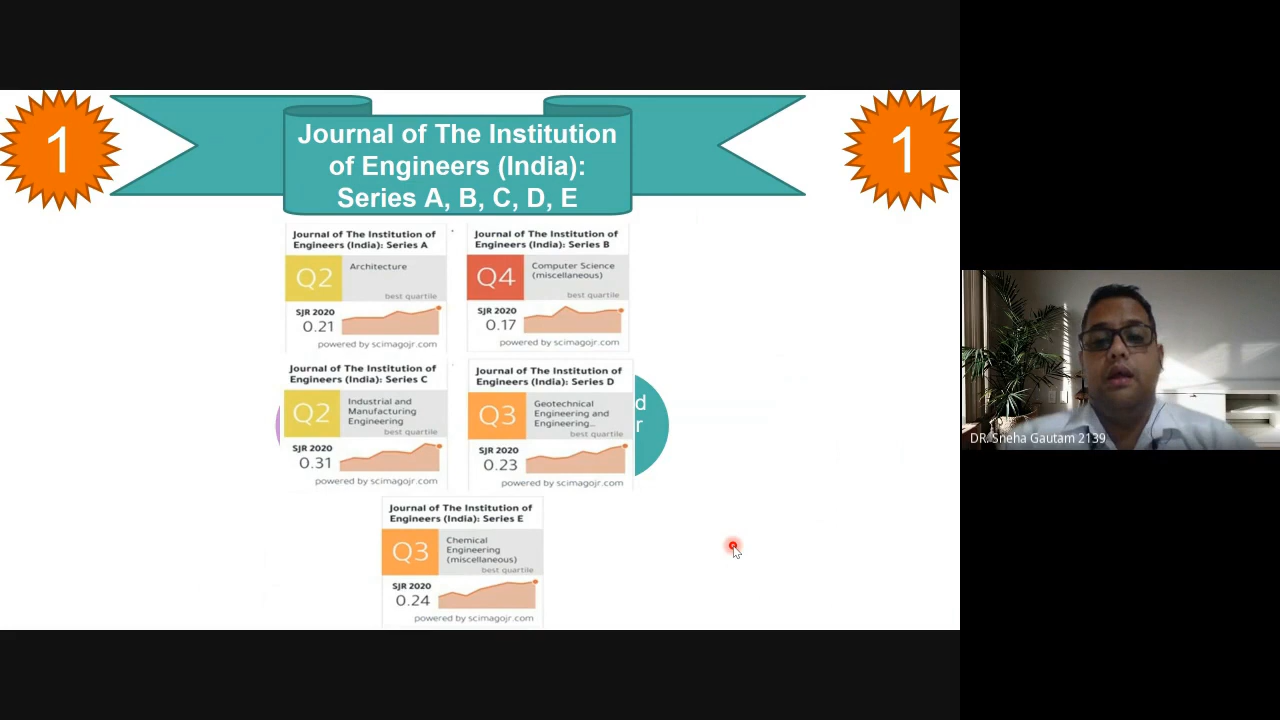 1
Journal of The Institution
of Engineers (India):
Series A, B, C, D, E
1
Journal of The Institution of
Engineers (India): Series A
Q2
Architecture
best quartile
SJR 2020
0.21
powered by scimagojr.com
Journal of The Institution of
Engineers (India): Series B
Q4
Computer Science
(miscellaneous)
best quartile
SJR 2020
0.17
powered by scimagojr.com
Journal of The Institution of
Engineers (India): Series C
Q2
Industrial and
Manufacturing
Engineering
best quartile
SJR 2020
0.31
powered by scimagojr.com
Journal of The Institution of
Engineers (India): Series D
Q3
Geotechnical
Engineering and
Engineering...
best quartile
SJR 2020
0.23
powered by scimagojr.com
d
r
Journal of The Institution of
Engineers (India): Series E
Q3
Chemical
Engineering
(miscellaneous)
best quartile
SJR 2020
0.24
powered by scimagojr.com
DR. Sneha Gautam 2139